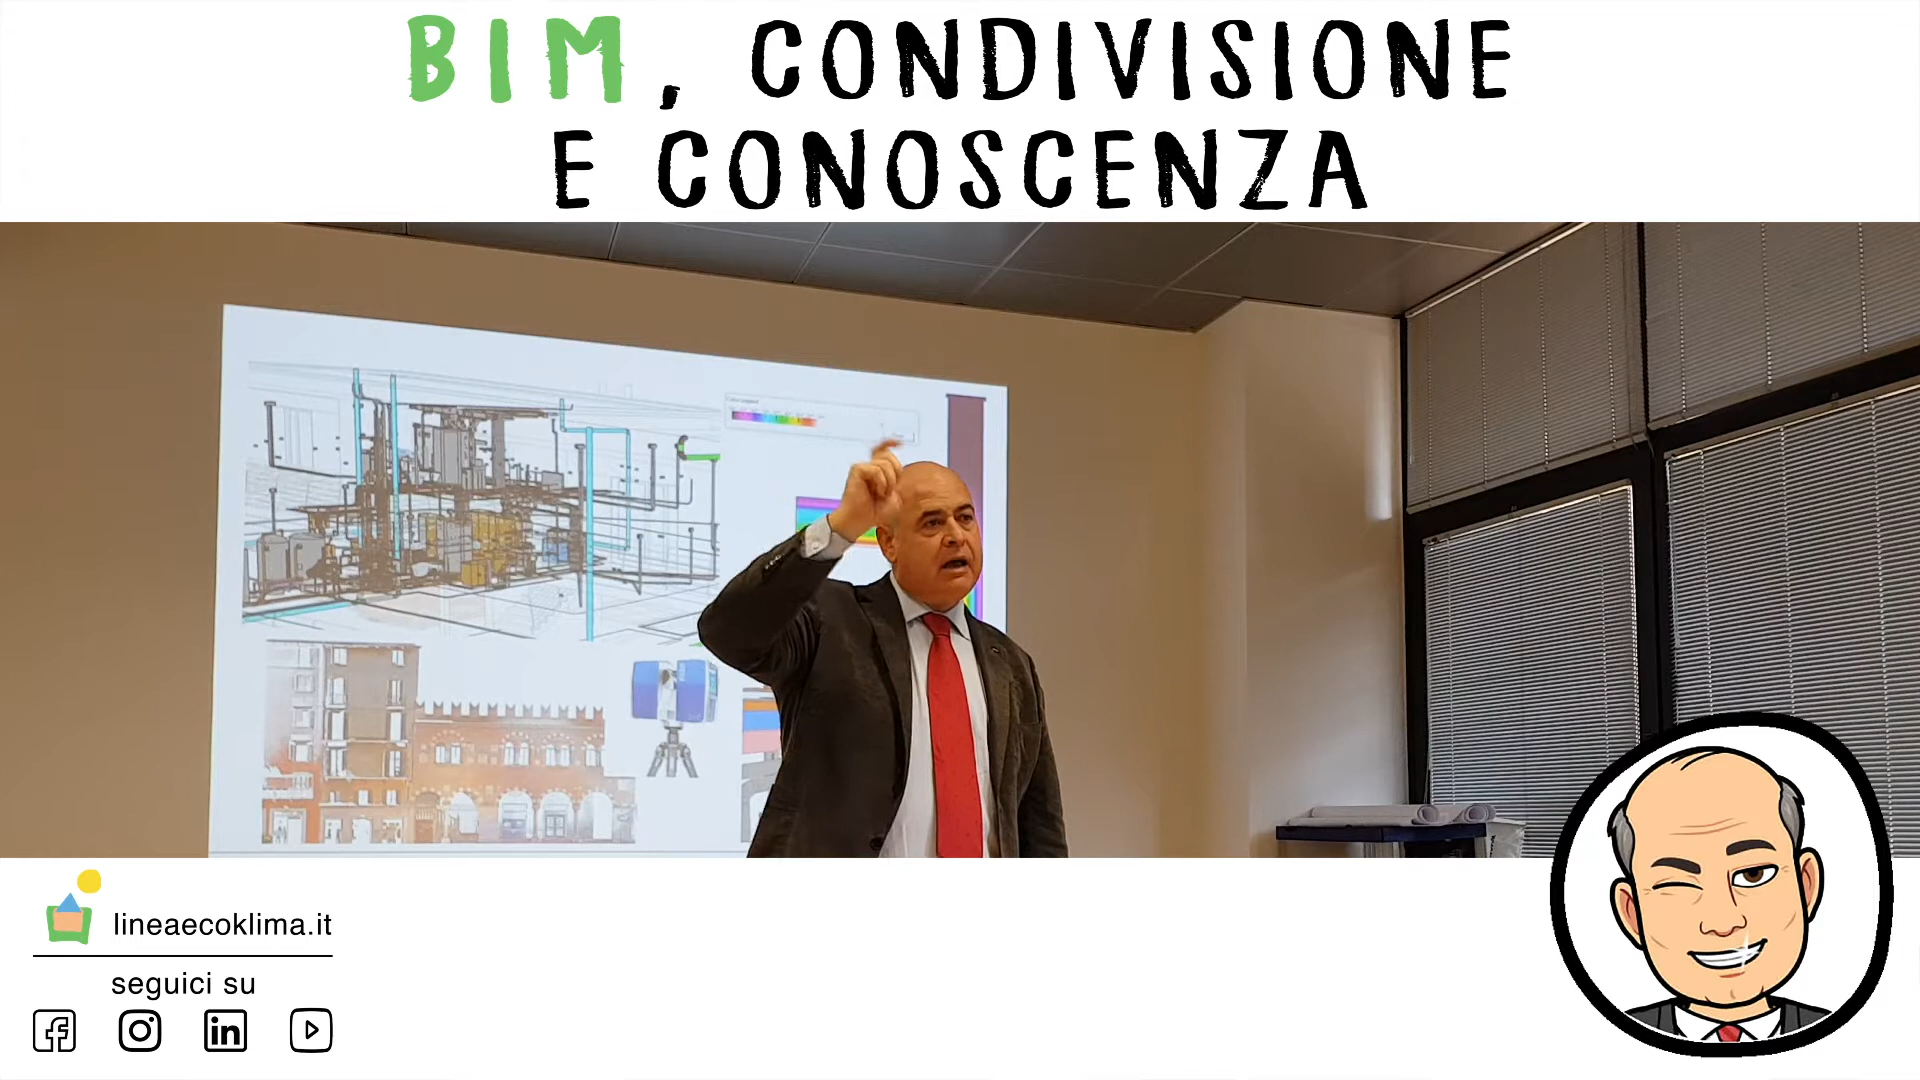 BIM, CONDIVISIONE
E CONOSCENZA
lineaecoklima.it
seguici su